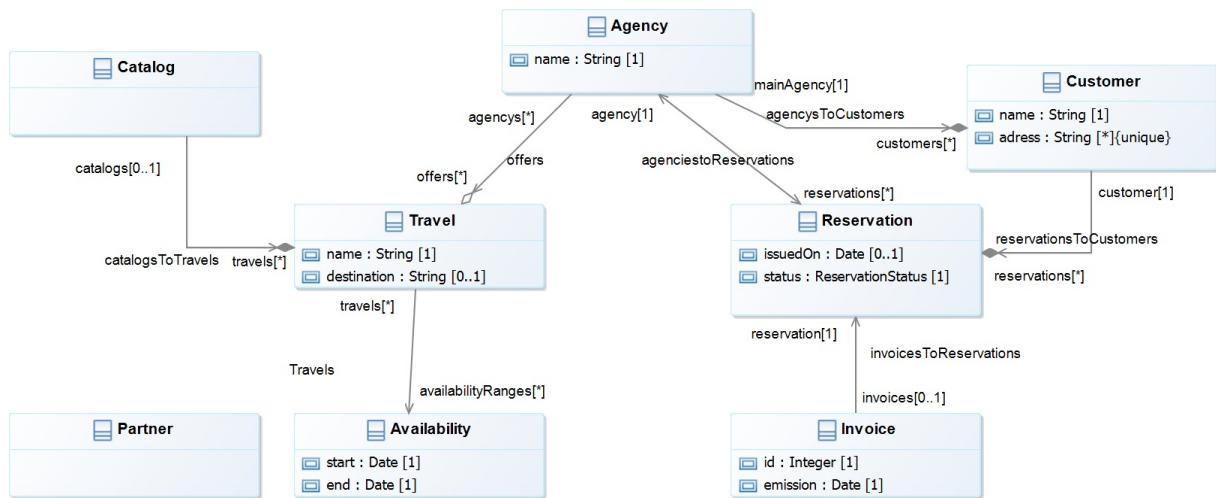 Agency
name : String [1]
Catalog
Customer
name : String [1]
adress : String [*]{unique}
mainAgency[1]
agencysToCustomers
customers[*]
agencys[*]
offers
offers[*]
agency[1]
agenciestoReservations
reservations[*]
catalogs[0..1]
catalogsToTravels
travels[*]
customer[1]
reservationsToCustomers
reservations[*]
Travel
name : String [1]
destination : String [0..1]
Reservation
issuedOn : Date [0..1]
status : ReservationStatus [1]
travels[*]
Travels
availabilityRanges[*]
reservation[1]
invoicesToReservations
invoices[0..1]
Partner
Availability
start : Date [1]
end : Date [1]
Invoice
id : Integer [1]
emission : Date [1]